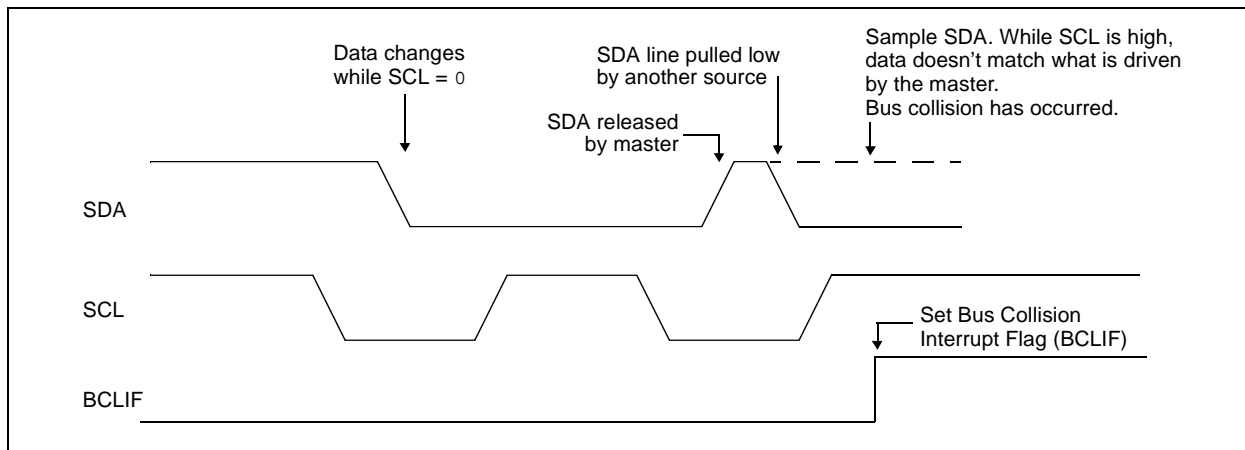 Data changes
while SCL = 0
SDA line pulled low
by another source
Sample SDA. While SCL is high,
data doesn't match what is driven
by the master.
Bus collision has occurred.
SDA released
by master
SDA
SCL
Set Bus Collision
Interrupt Flag (BCLIF)
BCLIF